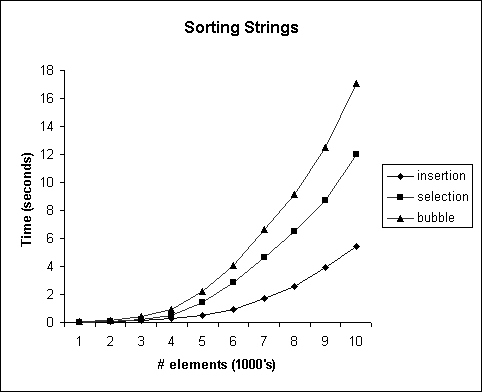 Sorting Strings
18
16
14
12
10
8
6
4
2
0
Time (seconds)
1 2 3 4 5 6 7 8 9 10
# elements (1000's)
insertion
selection
bubble